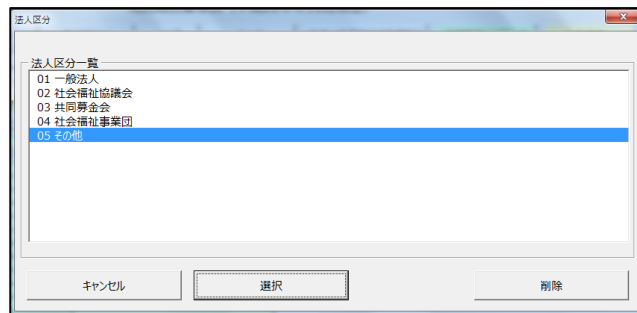 法人区分
法人区分一覧
01 一般法人
02 社会福祉協議会
03 共同募金会
04 社会福祉事業団
05 その他
キャンセル
選択
削除